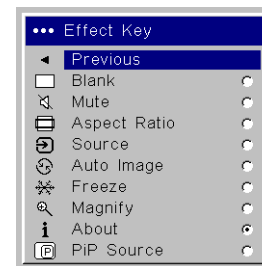 Effect Key
Previous
Blank
Mute
Aspect Ratio
Source
Auto Image
Freeze
Magnify
i About
P PiP Source